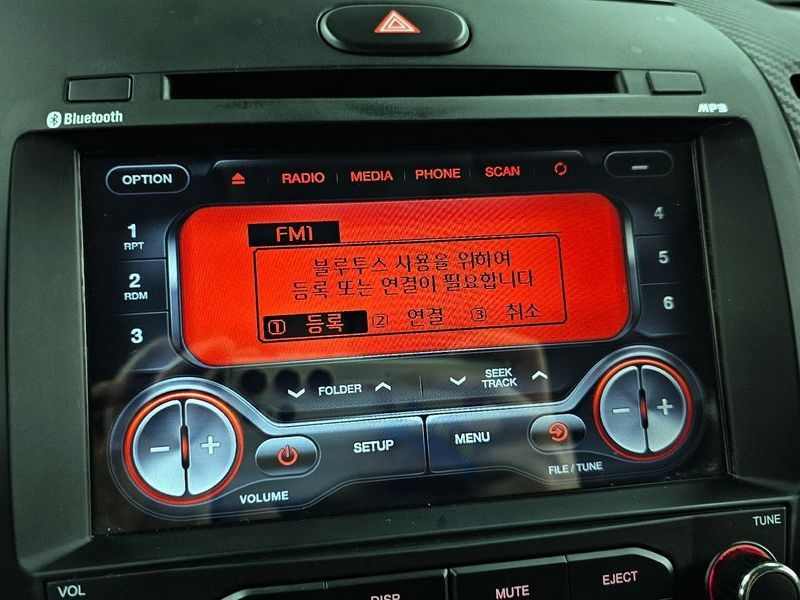 Bluetooth
MP3
OPTION
RADIO
MEDIA
PHONE
SCAN
1
RPT
2
RDM
3
4
5
6
FM1
블루투스 사용을 위하여
등록 또는 연결이 필요합니다
① 등록 ② 연결 ③ 취소
FOLDER
SEEK
TRACK
− +
SETUP
MENU
− +
VOLUME
FILE / TUNE
VOL
DISP
MUTE
EJECT
TUNE